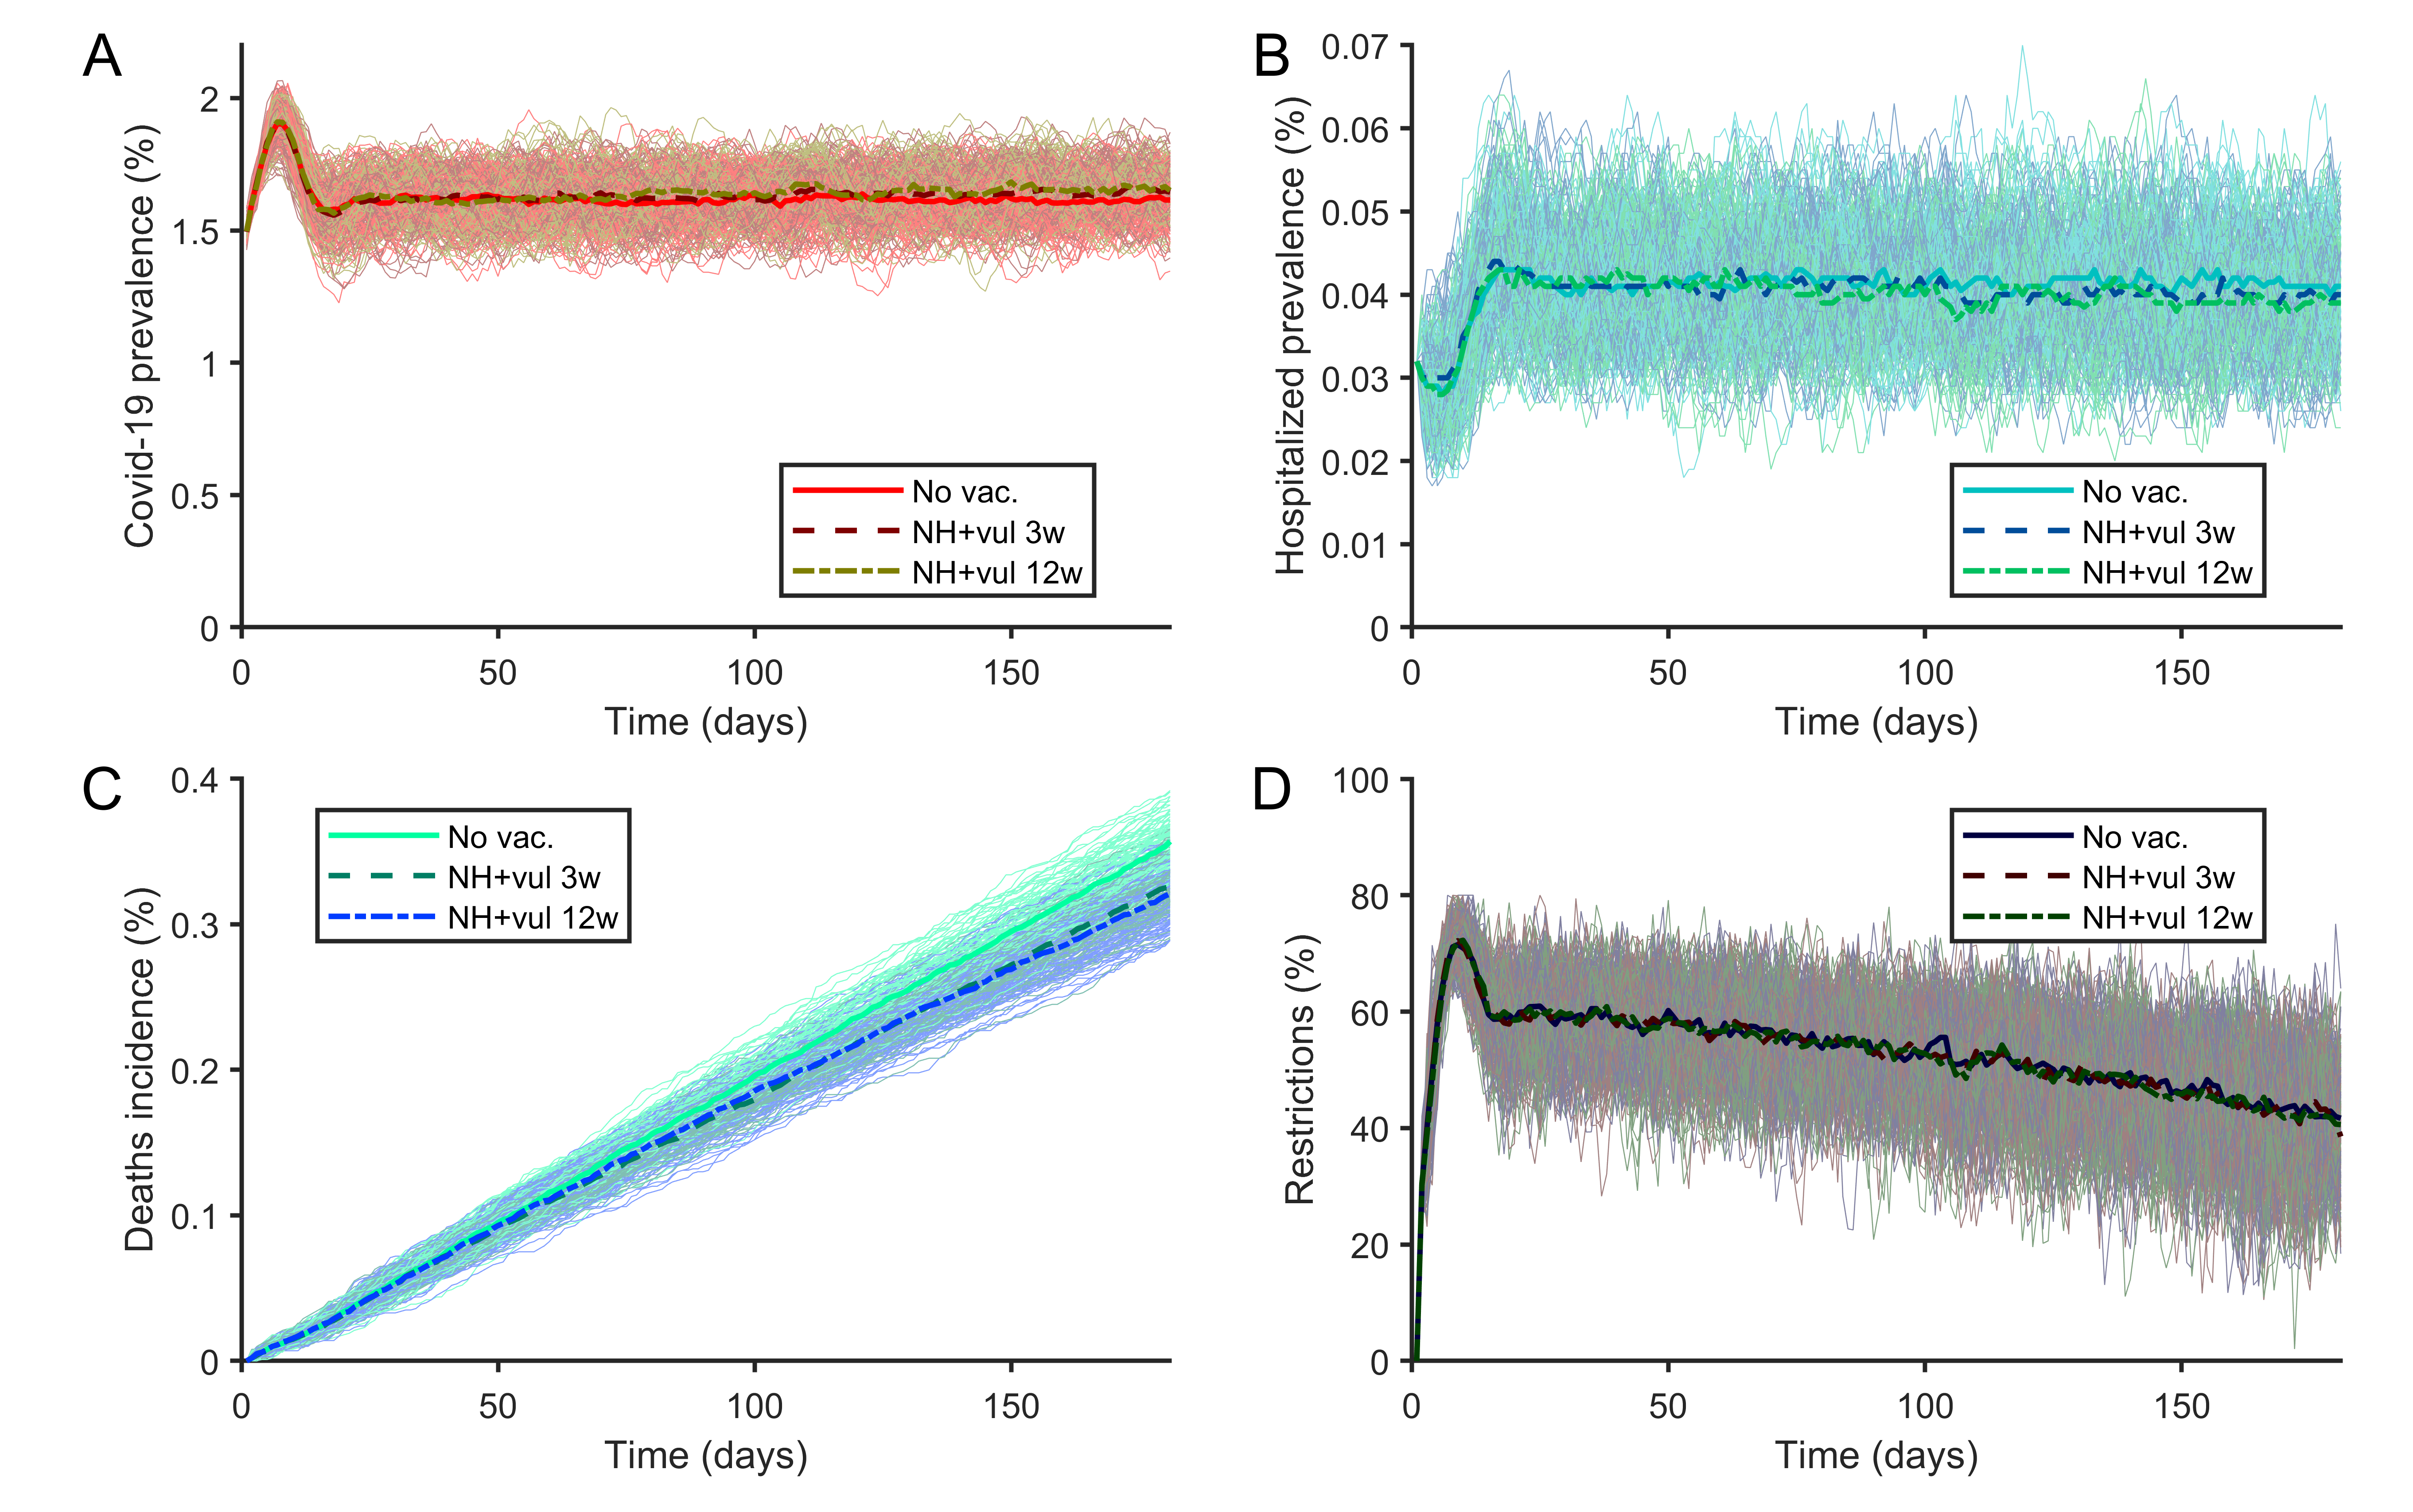 A
Covid-19 prevalence (%)
2
1.5
1
0.5
0
0 50 100 150
Time (days)
No vac.
NH+vul 3w
NH+vul 12w
B
Hospitalized prevalence (%)
0.07
0.06
0.05
0.04
0.03
0.02
0.01
0
0 50 100 150
Time (days)
No vac.
NH+vul 3w
NH+vul 12w
C
Deaths incidence (%)
0.4
0.3
0.2
0.1
0
0 50 100 150
Time (days)
No vac.
NH+vul 3w
NH+vul 12w
D
Restrictions (%)
100
80
60
40
20
0
0 50 100 150
Time (days)
No vac.
NH+vul 3w
NH+vul 12w